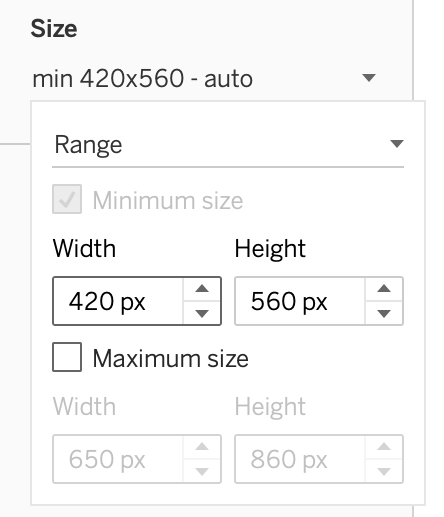 Size
min 420x560 - auto
Range
Minimum size
Width Height
420 px 560 px
Maximum size
Width Height
650 px 860 px